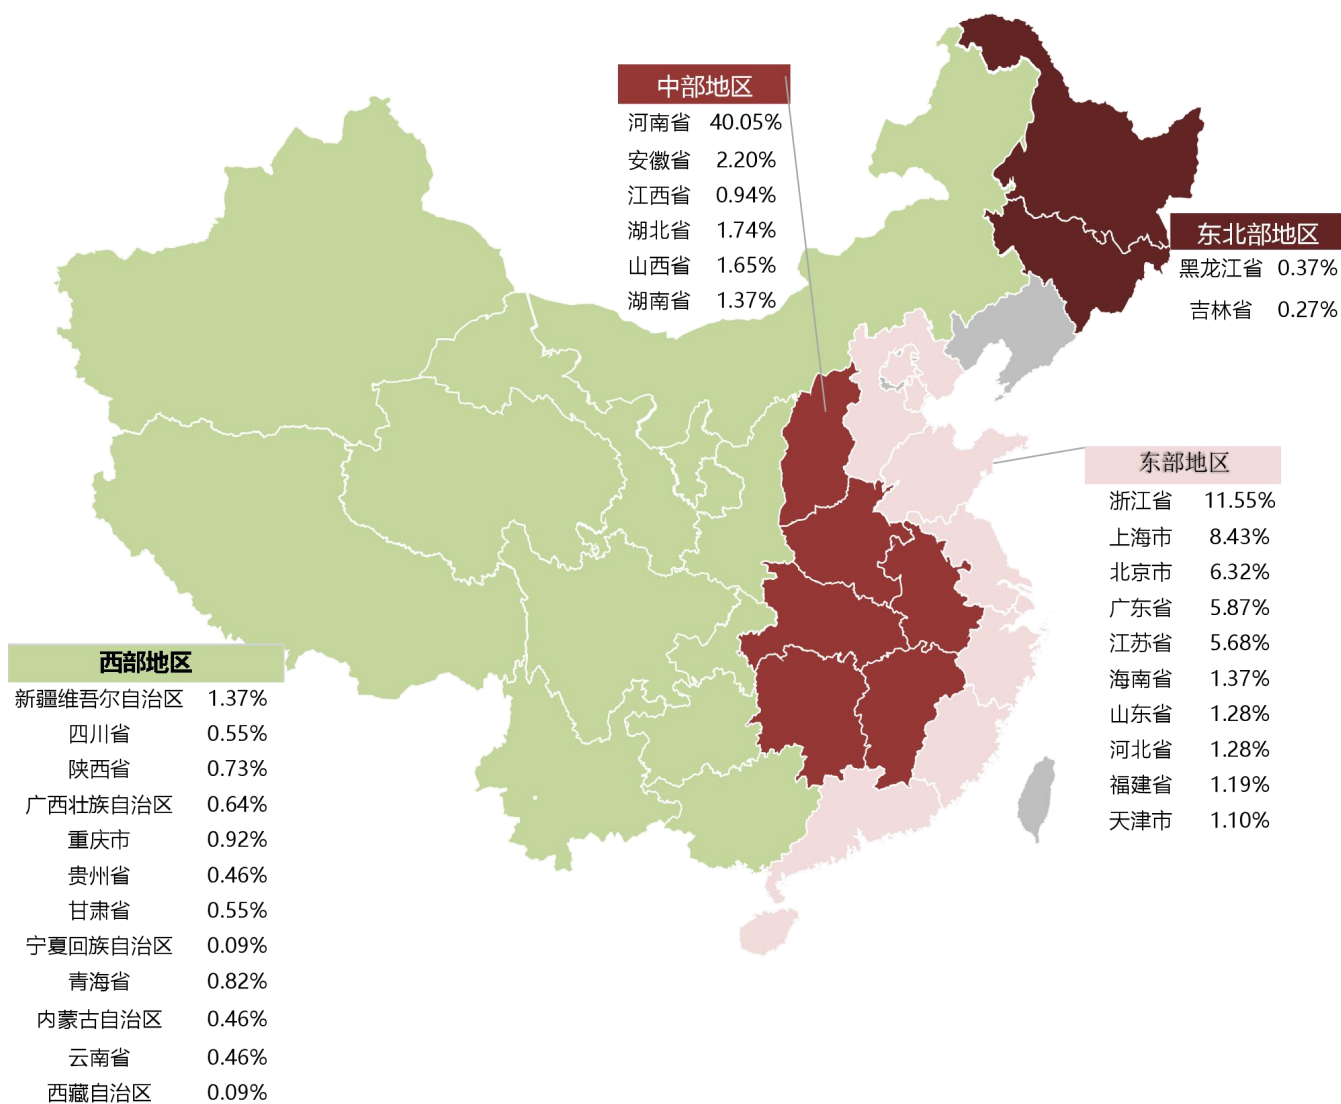 中部地区
河南省 40.05%
安徽省 2.20%
江西省 0.94%
湖北省 1.74%
山西省 1.65%
湖南省 1.37%
东北部地区
黑龙江省 0.37%
吉林省 0.27%
东部地区
浙江省 11.55%
上海市 8.43%
北京市 6.32%
广东省 5.87%
江苏省 5.68%
海南省 1.37%
山东省 1.28%
河北省 1.28%
福建省 1.19%
天津市 1.10%
西部地区
新疆维吾尔自治区 1.37%
四川省 0.55%
陕西省 0.73%
广西壮族自治区 0.64%
重庆市 0.92%
贵州省 0.46%
甘肃省 0.55%
宁夏回族自治区 0.09%
青海省 0.82%
内蒙古自治区 0.46%
云南省 0.46%
西藏自治区 0.09%